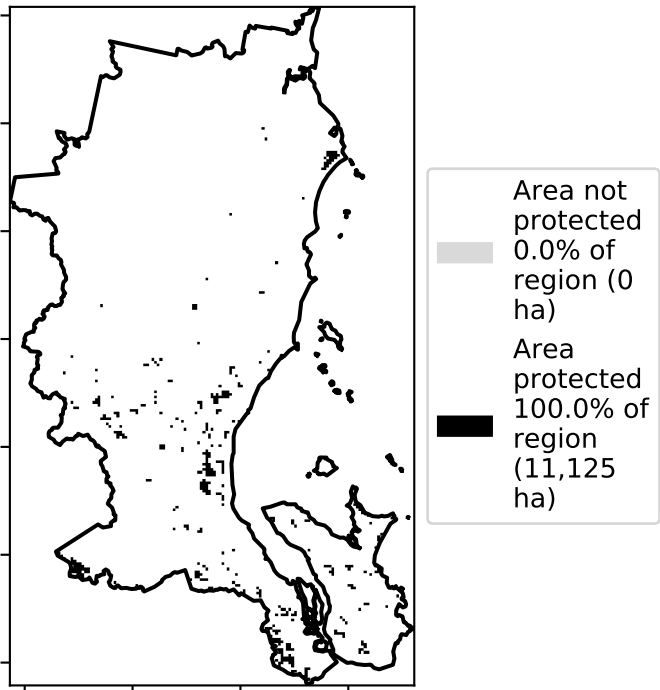 Area not
protected
0.0% of
region (0
ha)
Area
protected
100.0% of
region
(11,125
ha)